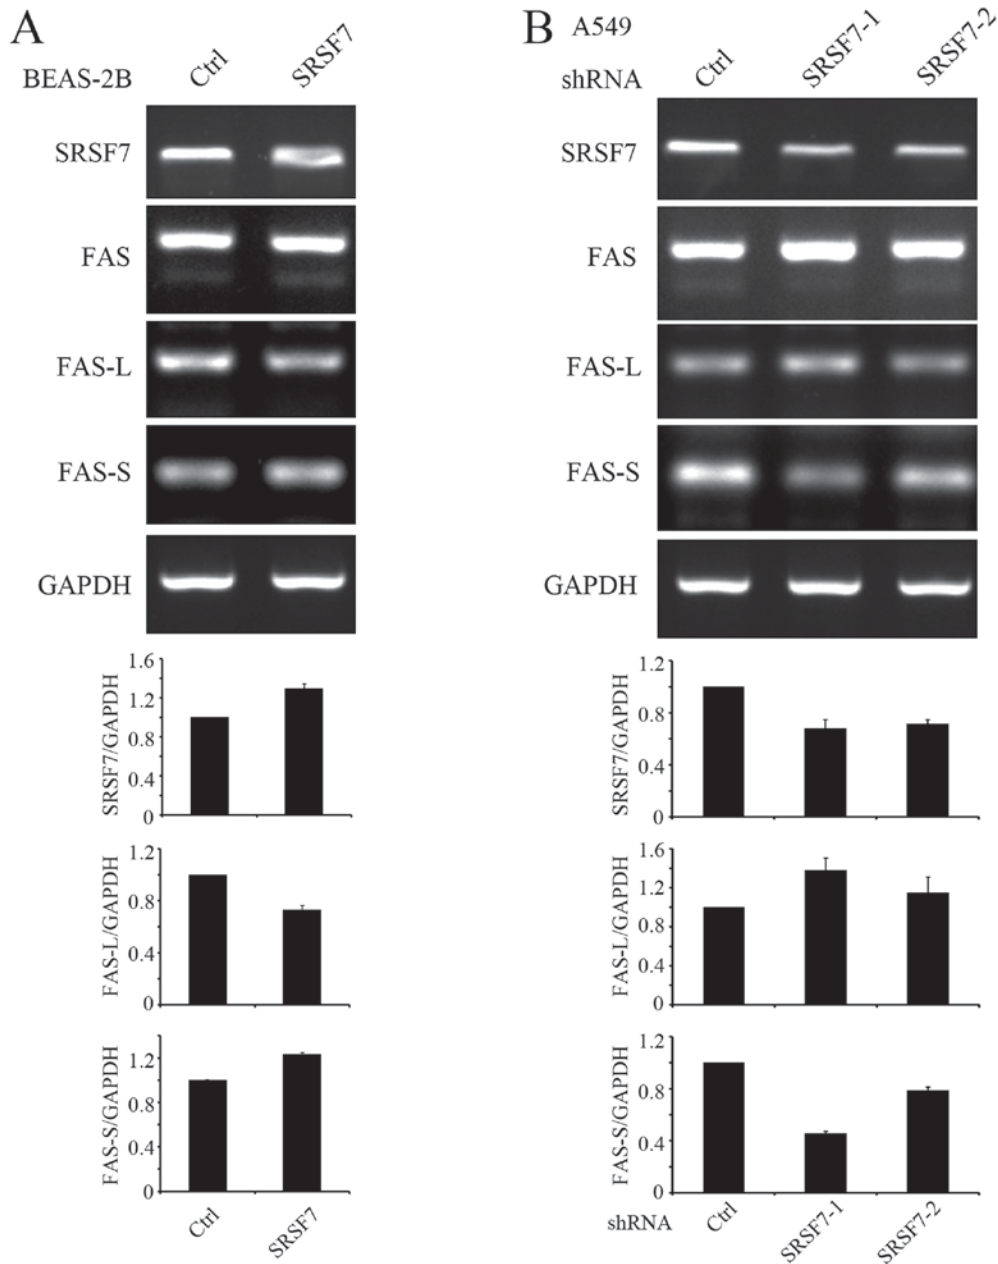 A
BEAS-2B
Ctrl
SRSF7
SRSF7
FAS
FAS-L
FAS-S
GAPDH
SRSF7/GAPDH
1.6
1.2
0.8
0.4
0
FAS-L/GAPDH
1.2
0.8
0.4
0
FAS-S/GAPDH
1.2
0.8
0.4
0
Ctrl
SRSF7
B
A549
shRNA
Ctrl
SRSF7-1
SRSF7-2
SRSF7
FAS
FAS-L
FAS-S
GAPDH
SRSF7/GAPDH
1.2
0.8
0.4
0
FAS-L/GAPDH
1.6
1.2
0.8
0.4
0
FAS-S/GAPDH
1.2
0.8
0.4
0
shRNA
Ctrl
SRSF7-1
SRSF7-2